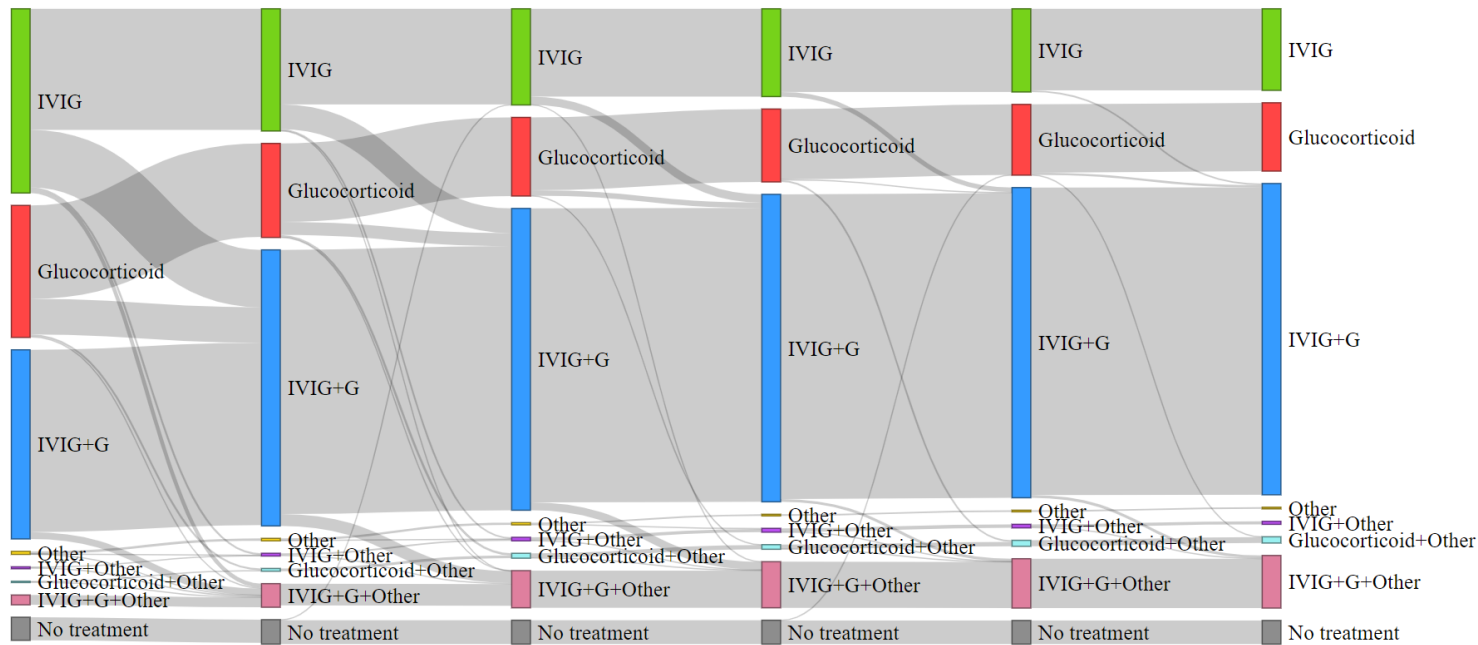 IVIG
Glucocorticoid
IVIG+G
Other
IVIG+Other
Glucocorticoid+Other
IVIG+G+Other
No treatment
IVIG
Glucocorticoid
IVIG+G
Other
IVIG+Other
Glucocorticoid+Other
IVIG+G+Other
No treatment
IVIG
Glucocorticoid
IVIG+G
Other
IVIG+Other
Glucocorticoid+Other
IVIG+G+Other
No treatment
IVIG
Glucocorticoid
IVIG+G
Other
IVIG+Other
Glucocorticoid+Other
IVIG+G+Other
No treatment
IVIG
Glucocorticoid
IVIG+G
Other
IVIG+Other
Glucocorticoid+Other
IVIG+G+Other
No treatment
IVIG
Glucocorticoid
IVIG+G
Other
IVIG+Other
Glucocorticoid+Other
IVIG+G+Other
No treatment